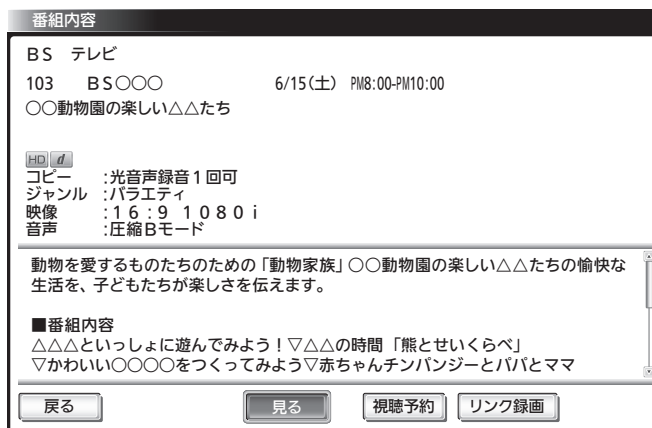 番組内容
BS テレビ
103 BS○○○ 6/15(土) PM8:00-PM10:00
○○動物園の楽しい△△たち
HD d
コピー :光音声録音1回可
ジャンル :バラエティ
映像 :16:9 1080i
音声 :圧縮Bモード
動物を愛するものたちのための「動物家族」○○動物園の楽しい△△たちの愉快な
生活を、子どもたちが楽しさを伝えます。
■番組内容
△△△といっしょに遊んでみよう！▽△△の時間「熊とせいくらべ」
▽かわいい○○○○をつくってみよう▽赤ちゃんチンパンジーとパパとママ
戻る 見る 視聴予約 リンク録画